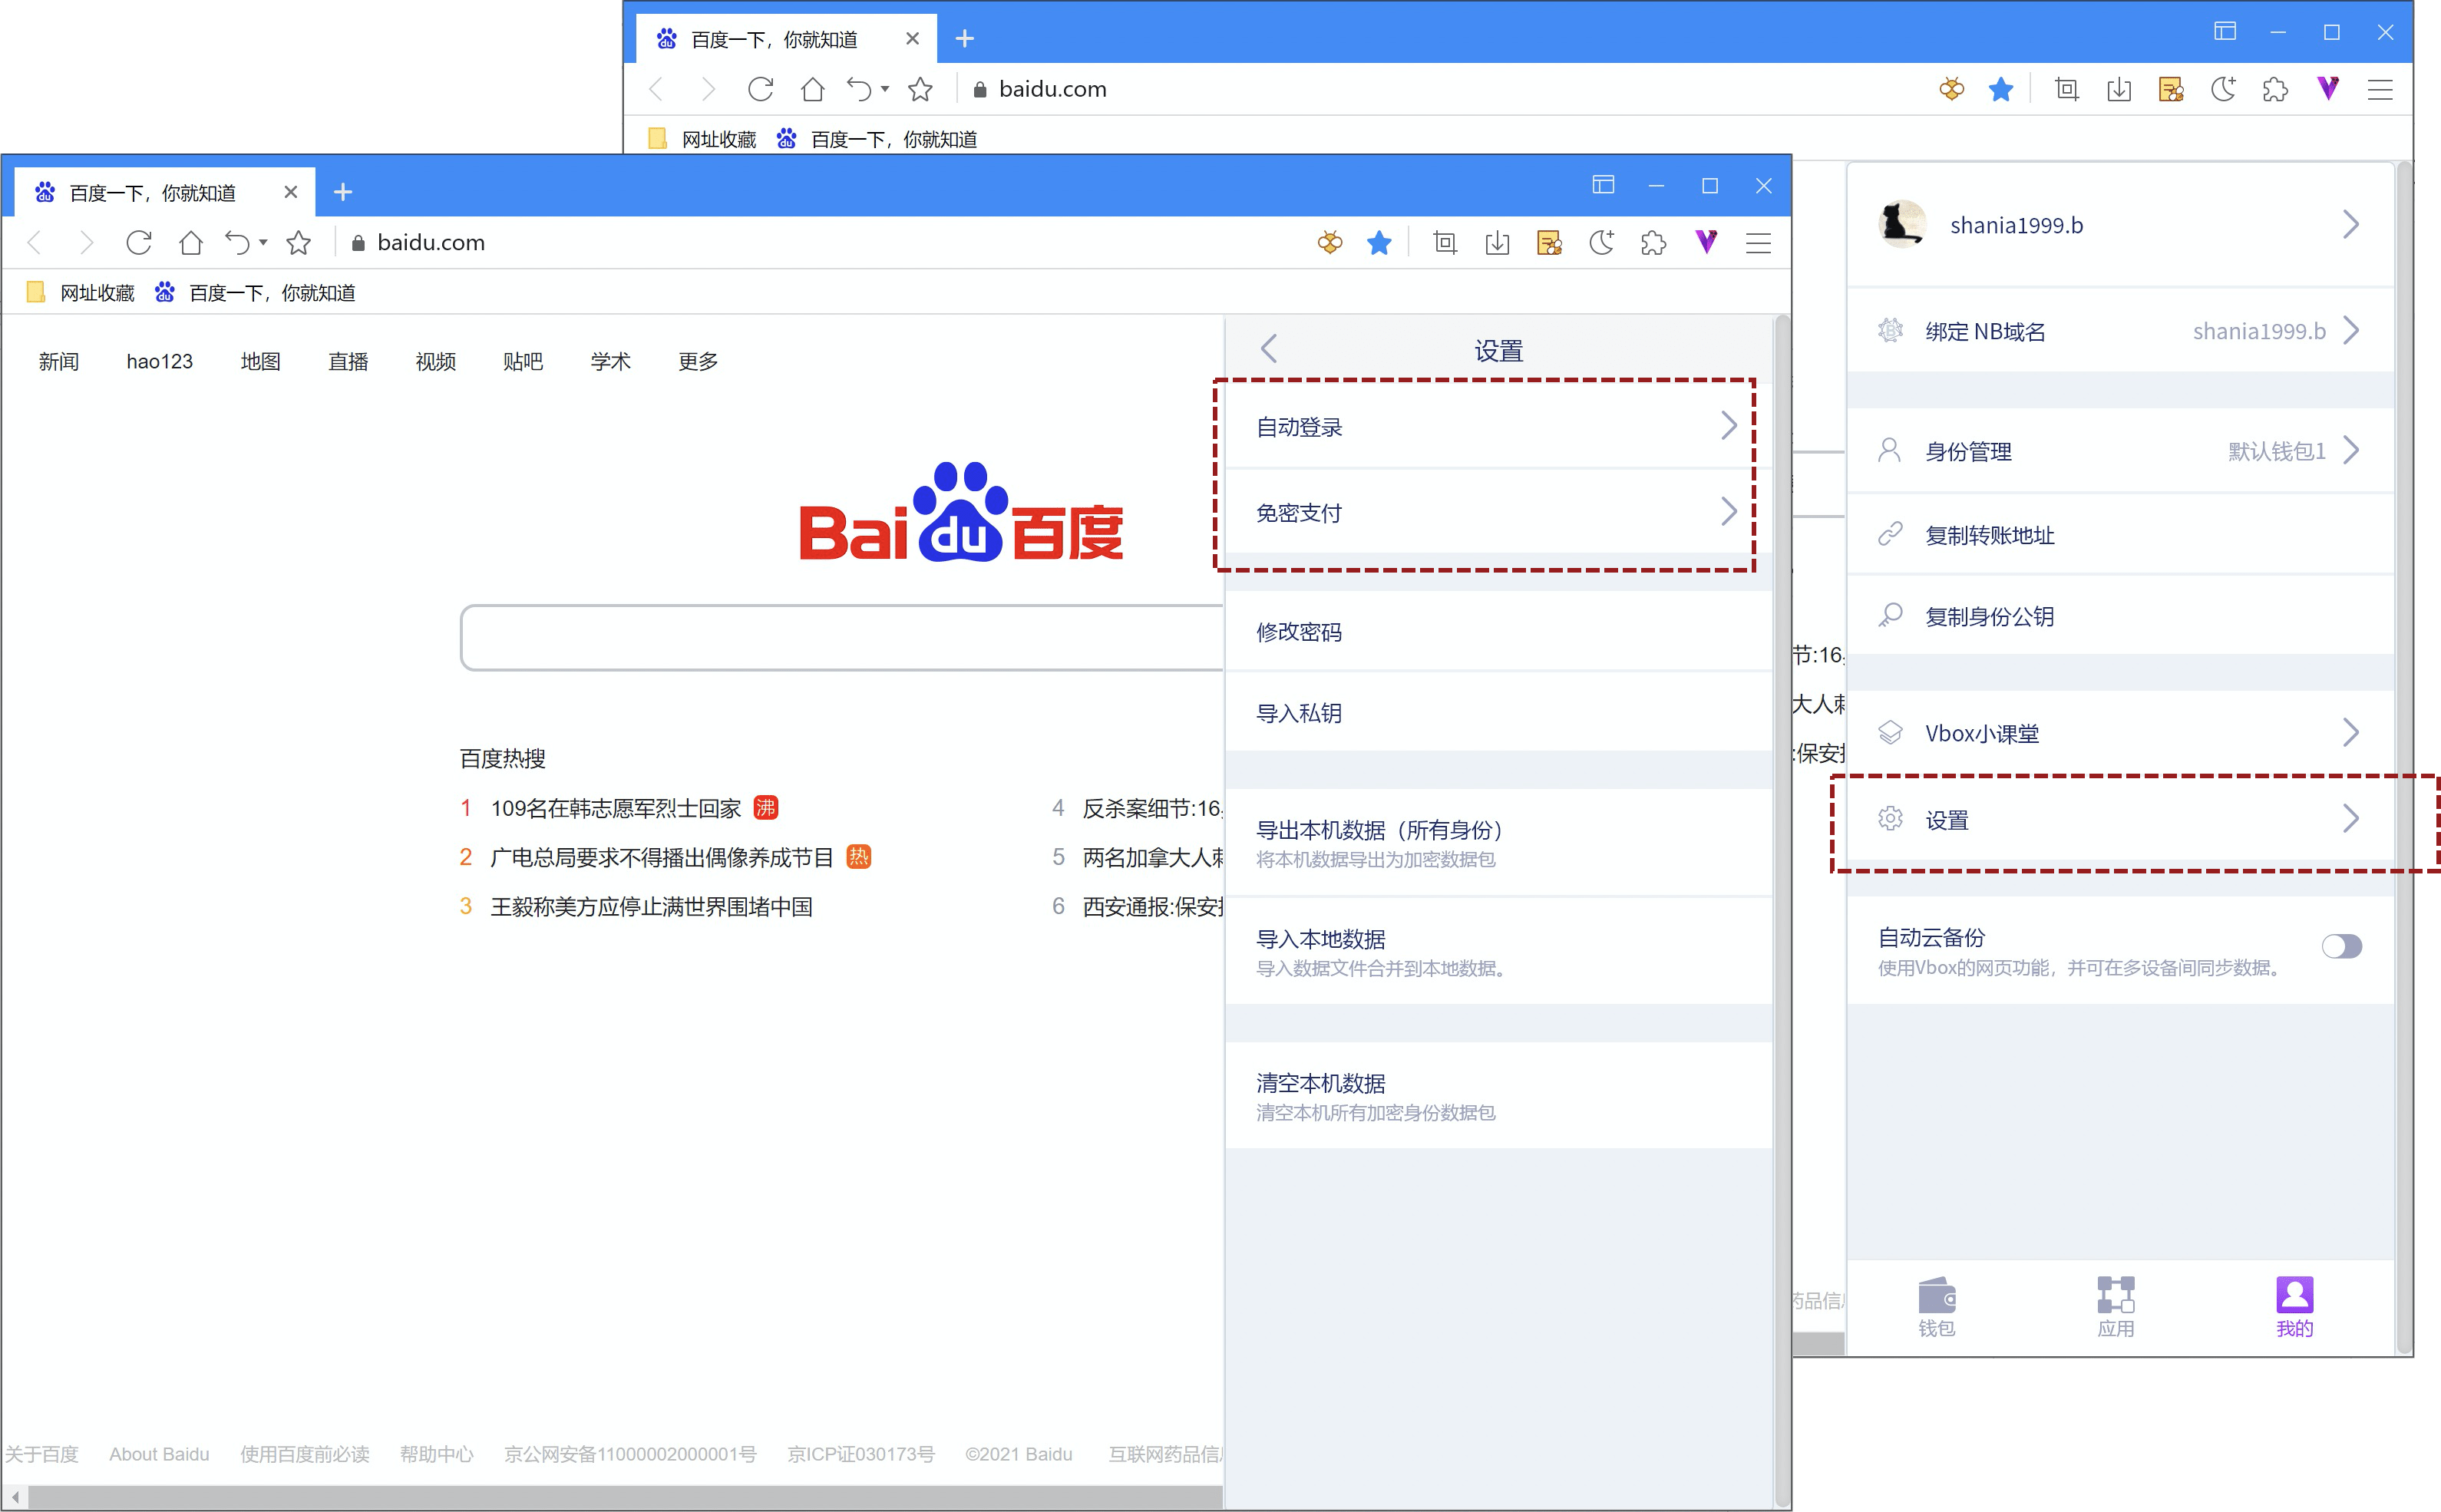 百度一下，你就知道
baidu.com
网址收藏 百度一下，你就知道
shania1999.b
绑定 NB域名 shania1999.b
身份管理 默认钱包1
复制转账地址
复制身份公钥
节:16
大人
:保安
Vbox小课堂
设置
自动云备份
使用Vbox的网页功能，并可在多设备间同步数据。
药品信
钱包 应用 我的
百度一下，你就知道
baidu.com
网址收藏 百度一下，你就知道
新闻 hao123 地图 直播 视频 贴吧 学术 更多
Bai du 百度
百度热搜
1 109名在韩志愿军烈士回家 沸
2 广电总局要求不得播出偶像养成节目 热
3 王毅称美方应停止满世界围堵中国
4 反杀案细节:16
5 两名加拿大人
6 西安通报:保安
关于百度 About Baidu 使用百度前必读 帮助中心 京公网安备11000002000001号 京ICP证030173号 ©2021 Baidu 互联网药品信
设置
自动登录
免密支付
修改密码
导入私钥
导出本机数据（所有身份）
将本机数据导出为加密数据包
导入本地数据
导入数据文件合并到本地数据。
清空本机数据
清空本机所有加密身份数据包